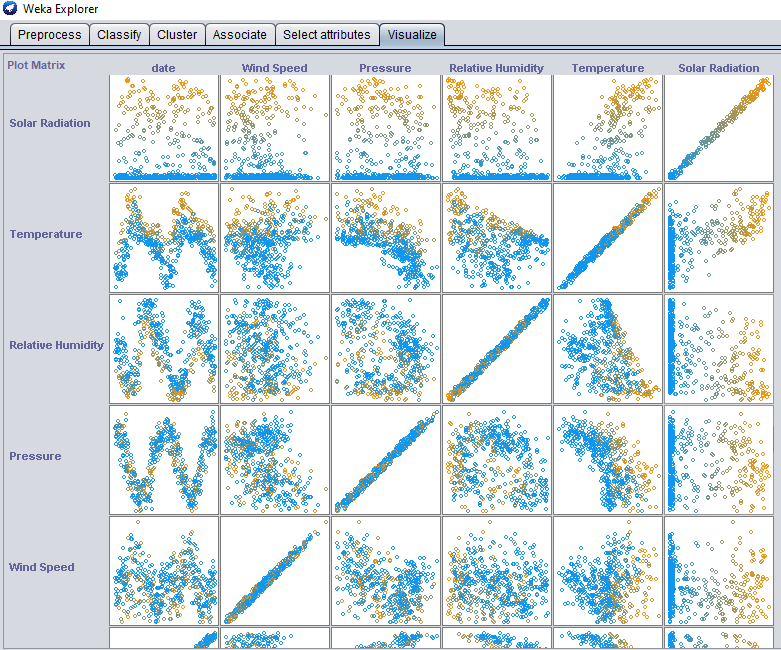 Weka Explorer
Preprocess Classify Cluster Associate Select attributes Visualize
Plot Matrix date Wind Speed Pressure Relative Humidity Temperature Solar Radiation
Solar Radiation
Temperature
Relative Humidity
Pressure
Wind Speed